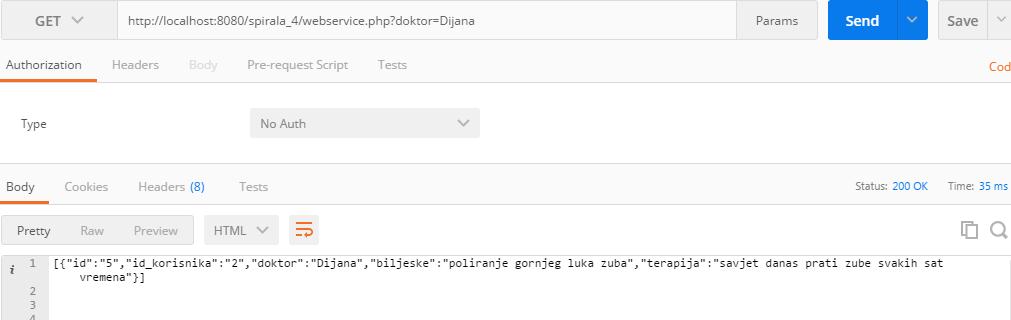 GET http://localhost:8080/spirala_4/webservice.php?doktor=Dijana Params Send Save
Authorization Headers Body Pre-request Script Tests Cod
Type No Auth
Body Cookies Headers (8) Tests Status: 200 OK Time: 35 ms
Pretty Raw Preview HTML
i 1 [{"id":"5","id_korisnika":"2","doktor":"Dijana","biljeske":"poliranje gornjeg luka zuba","terapija":"savjet danas prati zube svakih sat
vremena"}]
2
3
4